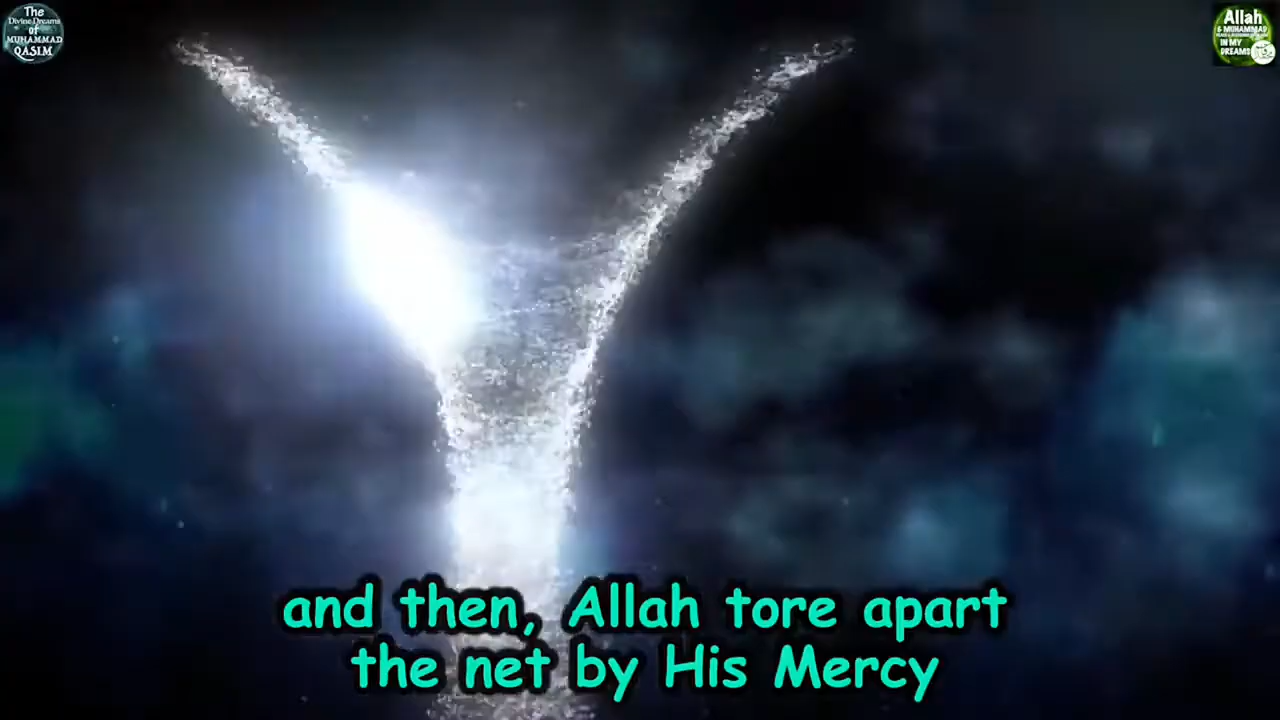 The
Divine Dreams
of
MUHAMMAD
QASIM
Allah
& MUHAMMAD
IN MY
DREAMS
and then, Allah tore apart
the net by His Mercy